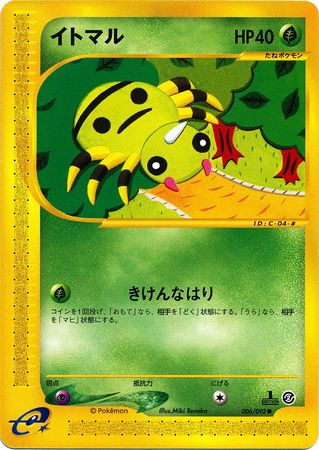 イトマル HP40
たねポケモン
ID:C-04-#
きけんなはり
コインを1回投げ、「おもて」なら、相手を「どく」状態にする。「うら」なら、相手を
「マヒ」状態にする。
弱点 抵抗力 にげる
© Pokémon Illus.Miki Tanaka 006/092 ● 1 EDITION
e